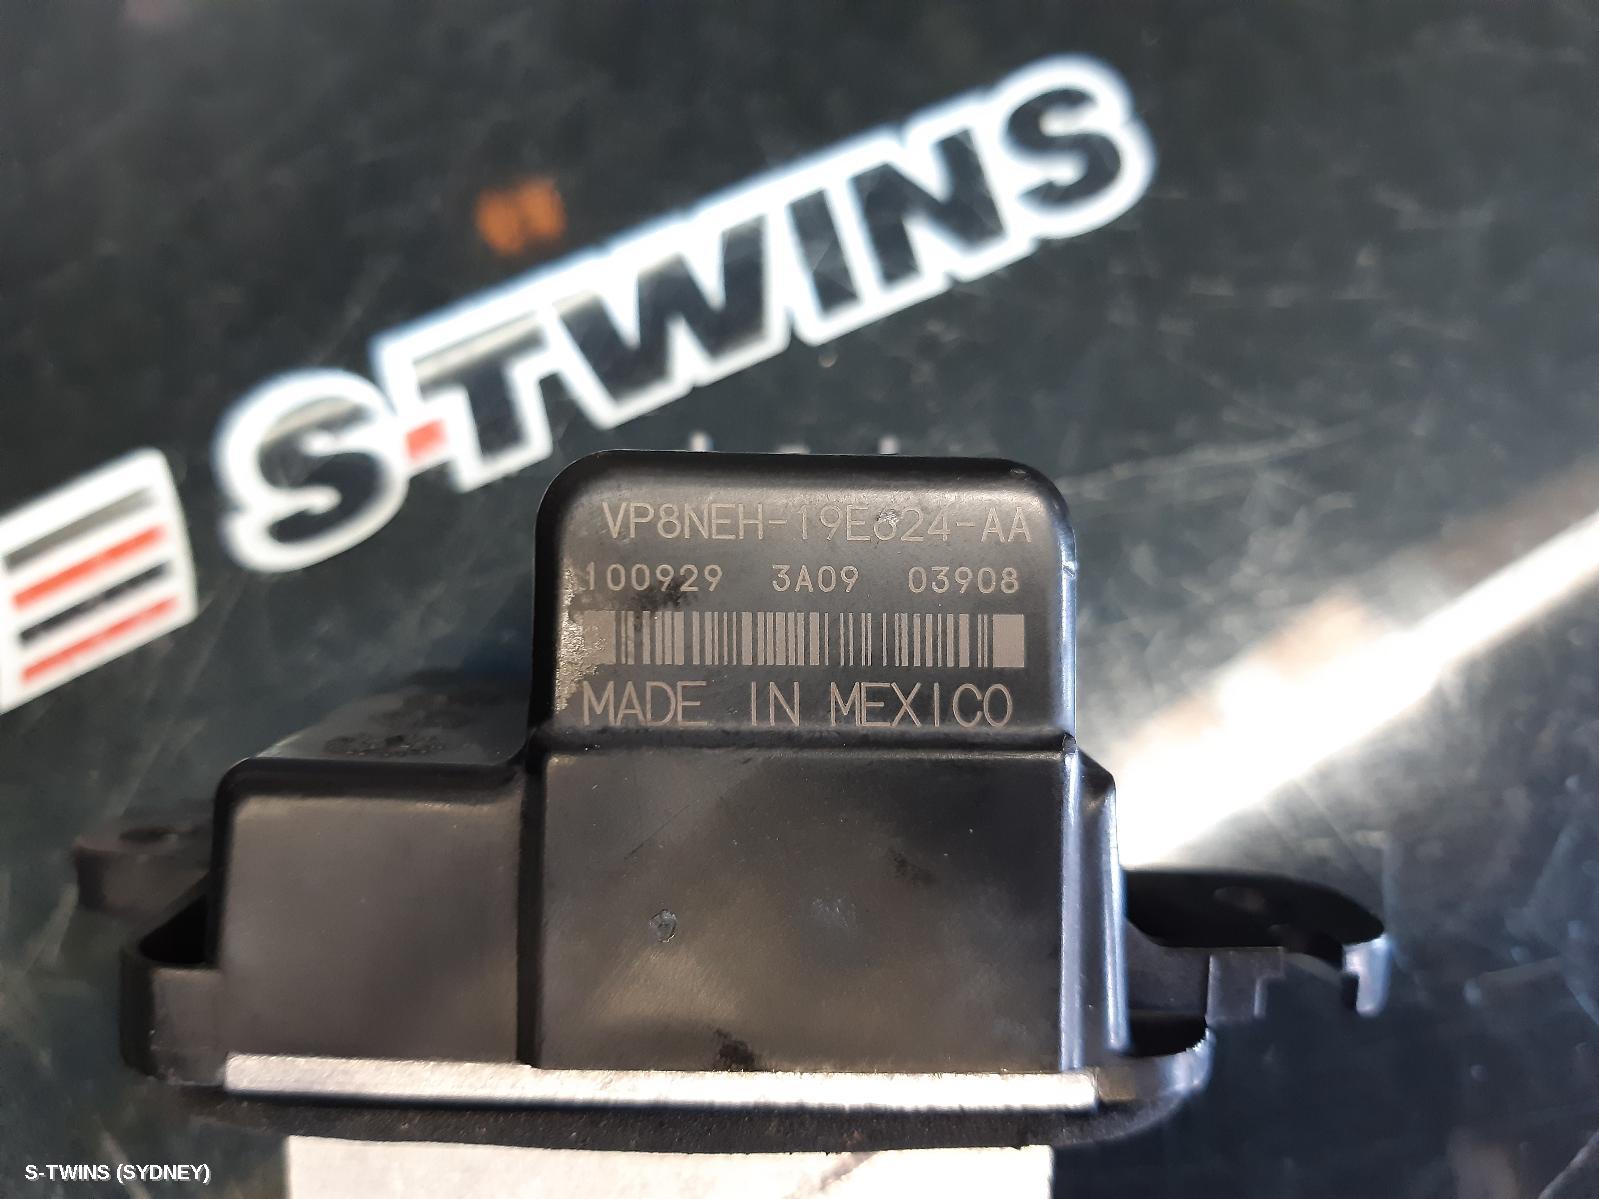 S-TWINS
VP8NEH-19E624-AA
100929 3A09 03908
MADE IN MEXICO
S-TWINS (SYDNEY)